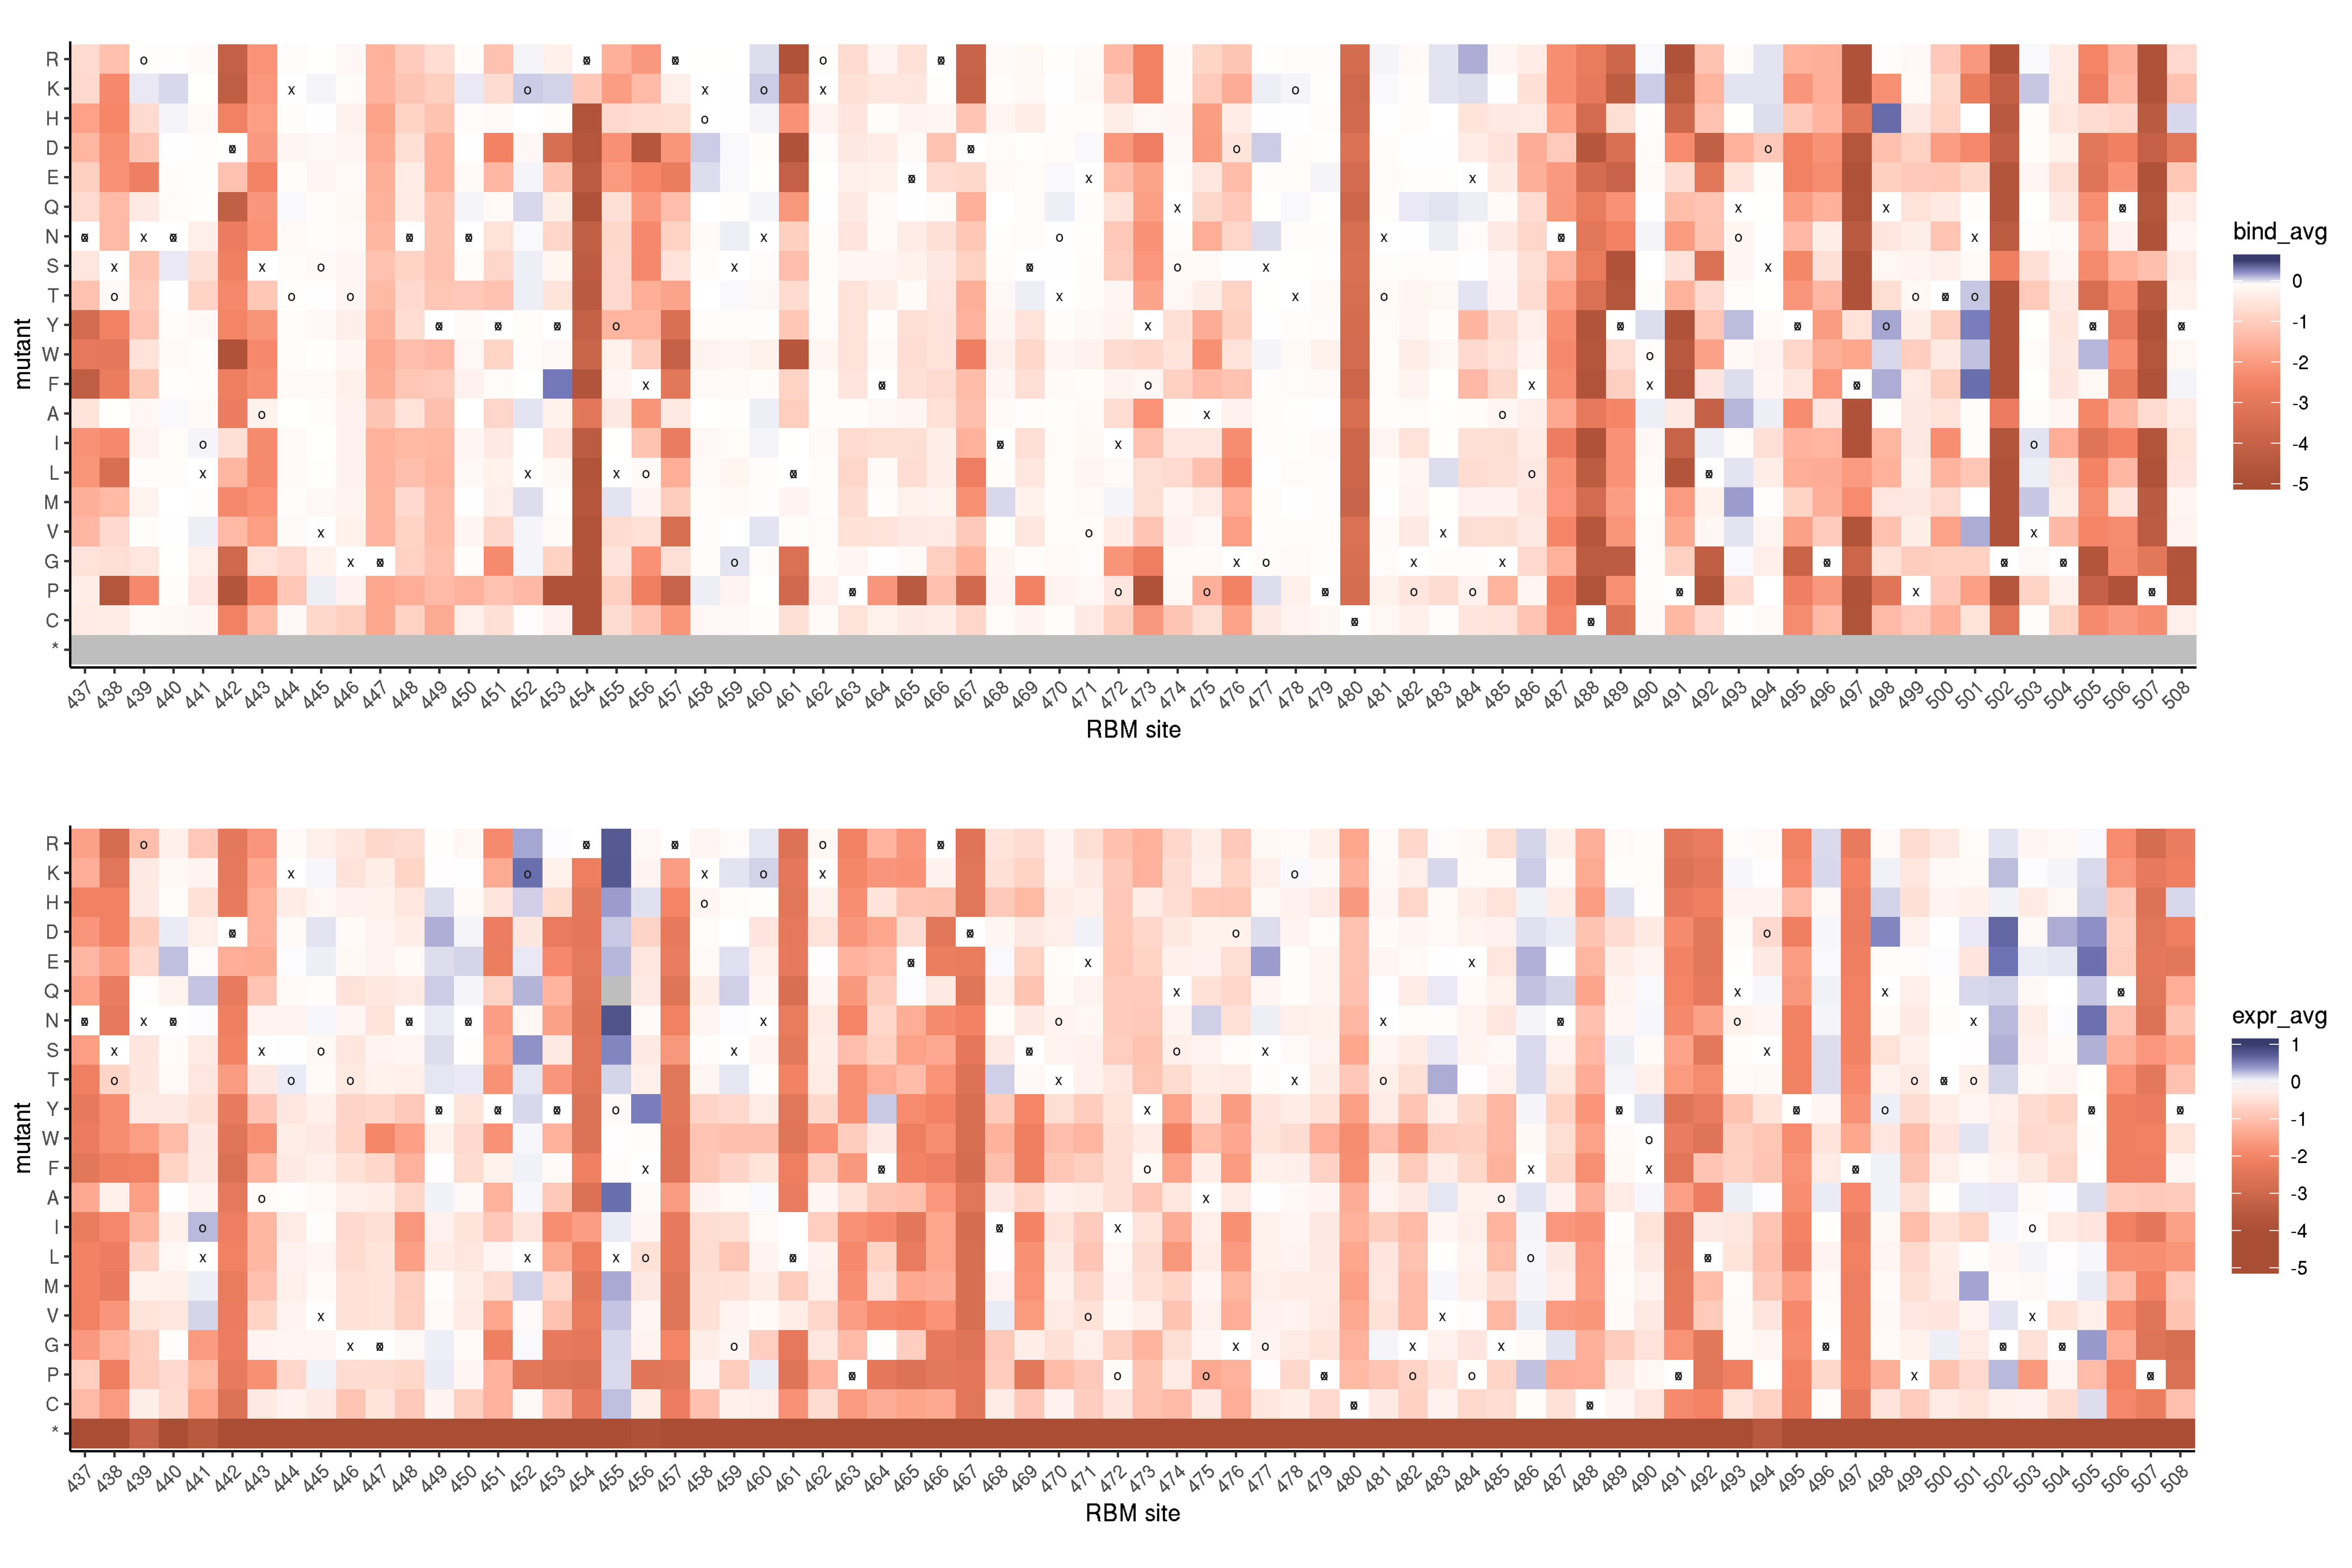 R
K
H
D
E
Q
N
S
T
Y
W
F
A
I
L
M
V
G
P
C
*
mutant
437 438 439 440 441 442 443 444 445 446 447 448 449 450 451 452 453 454 455 456 457 458 459 460 461 462 463 464 465 466 467 468 469 470 471 472 473 474 475 476 477 478 479 480 481 482 483 484 485 486 487 488 489 490 491 492 493 494 495 496 497 498 499 500 501 502 503 504 505 506 507 508
RBM site
bind_avg
0
-1
-2
-3
-4
-5
R
K
H
D
E
Q
N
S
T
Y
W
F
A
I
L
M
V
G
P
C
*
mutant
437 438 439 440 441 442 443 444 445 446 447 448 449 450 451 452 453 454 455 456 457 458 459 460 461 462 463 464 465 466 467 468 469 470 471 472 473 474 475 476 477 478 479 480 481 482 483 484 485 486 487 488 489 490 491 492 493 494 495 496 497 498 499 500 501 502 503 504 505 506 507 508
RBM site
expr_avg
1
0
-1
-2
-3
-4
-5